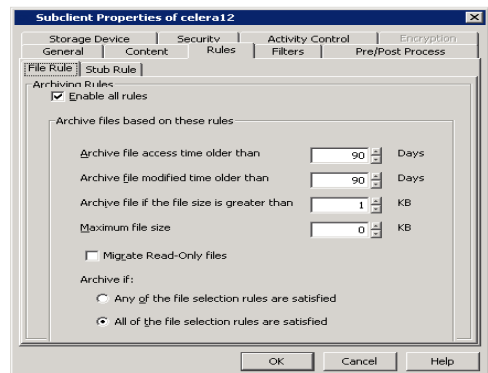 Subclient Properties of celera12
Storage Device Security Activity Control Encryption
General Content Rules Filters Pre/Post Process
File Rule Stub Rule
Archiving Rules
Enable all rules
Archive files based on these rules
Archive file access time older than 90 Days
Archive file modified time older than 90 Days
Archive file if the file size is greater than 1 KB
Maximum file size 0 KB
Migrate Read-Only files
Archive if:
Any of the file selection rules are satisfied
All of the file selection rules are satisfied
OK Cancel Help